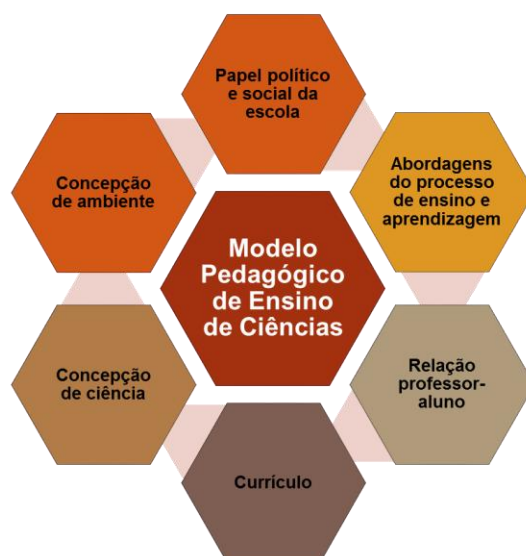 Papel político
e social da
escola
Abordagens
do processo
de ensino e
aprendizagem
Relação
professor-
aluno
Currículo
Concepção
de ciência
Concepção
de ambiente
Modelo
Pedagógico
de Ensino
de Ciências